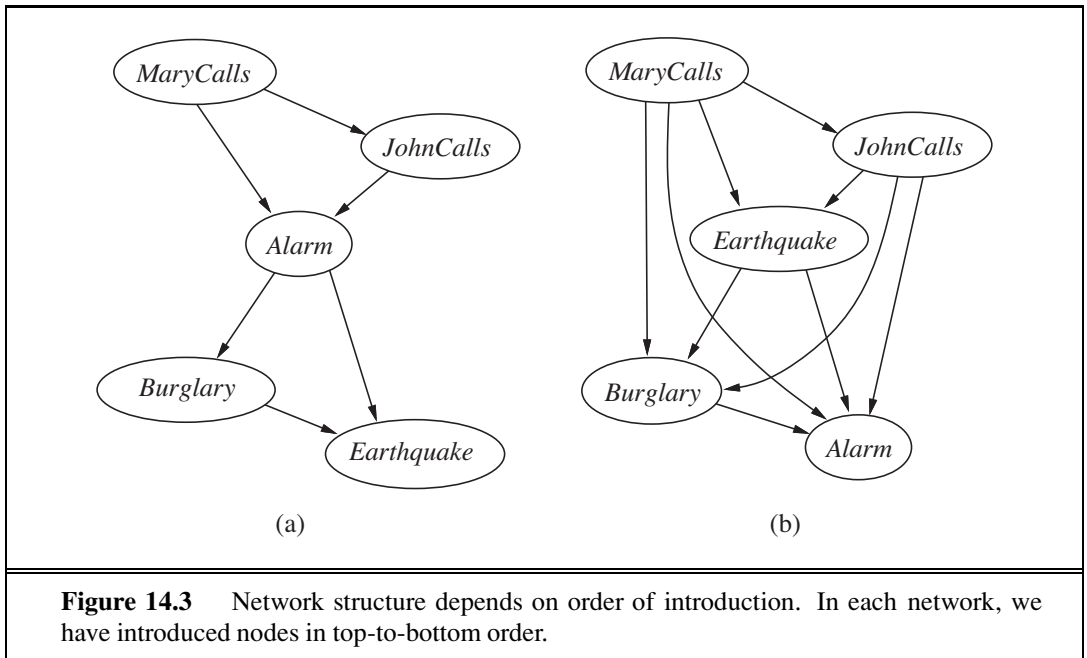 MaryCalls
JohnCalls
Alarm
Burglary
Earthquake
(a)
MaryCalls
JohnCalls
Earthquake
Burglary
Alarm
(b)
Figure 14.3 Network structure depends on order of introduction. In each network, we
have introduced nodes in top-to-bottom order.